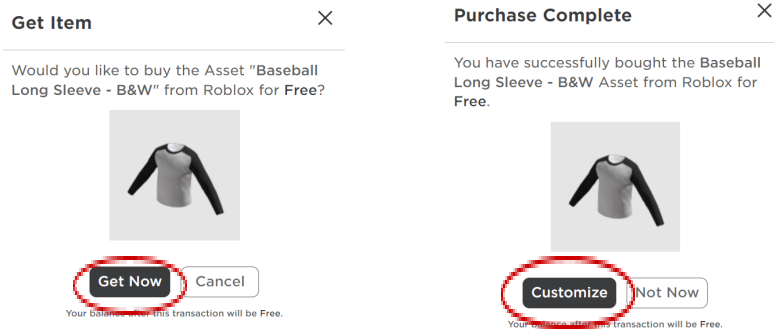 Get Item
Would you like to buy the Asset "Baseball
Long Sleeve - B&W" from Roblox for Free?
Get Now
Cancel
Your balance after this transaction will be Free.
Purchase Complete
You have successfully bought the Baseball
Long Sleeve - B&W Asset from Roblox for
Free.
Customize
Not Now
Your balance after this transaction will be Free.